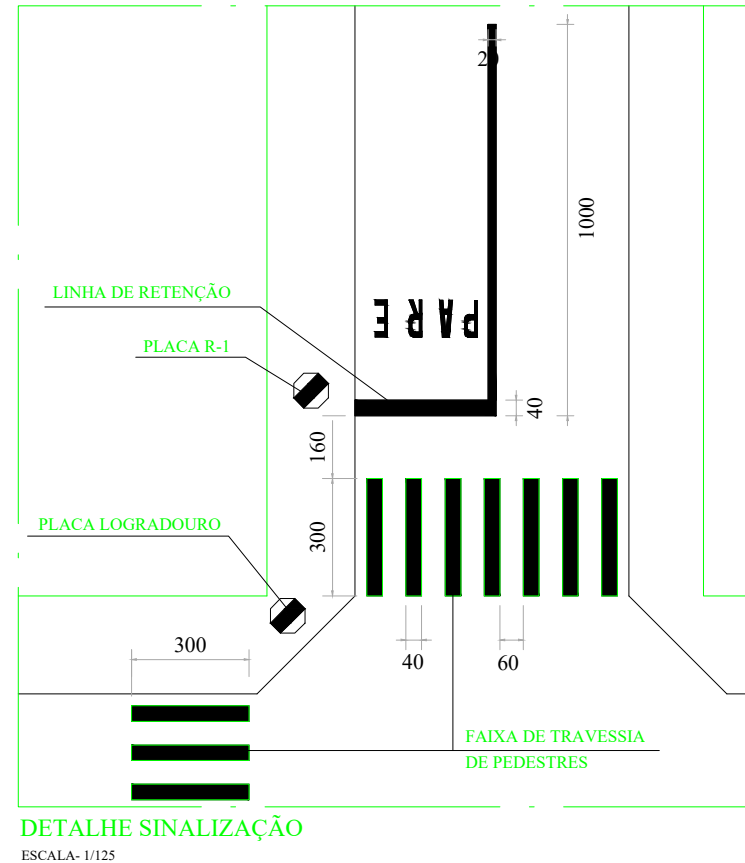 20
1000
LINHA DE RETENÇÃO
PARE
PLACA R-1
40
160
PLACA LOGRADOURO
300
300
40
60
FAIXA DE TRAVESSIA
DE PEDESTRES
DETALHE SINALIZAÇÃO
ESCALA- 1/125